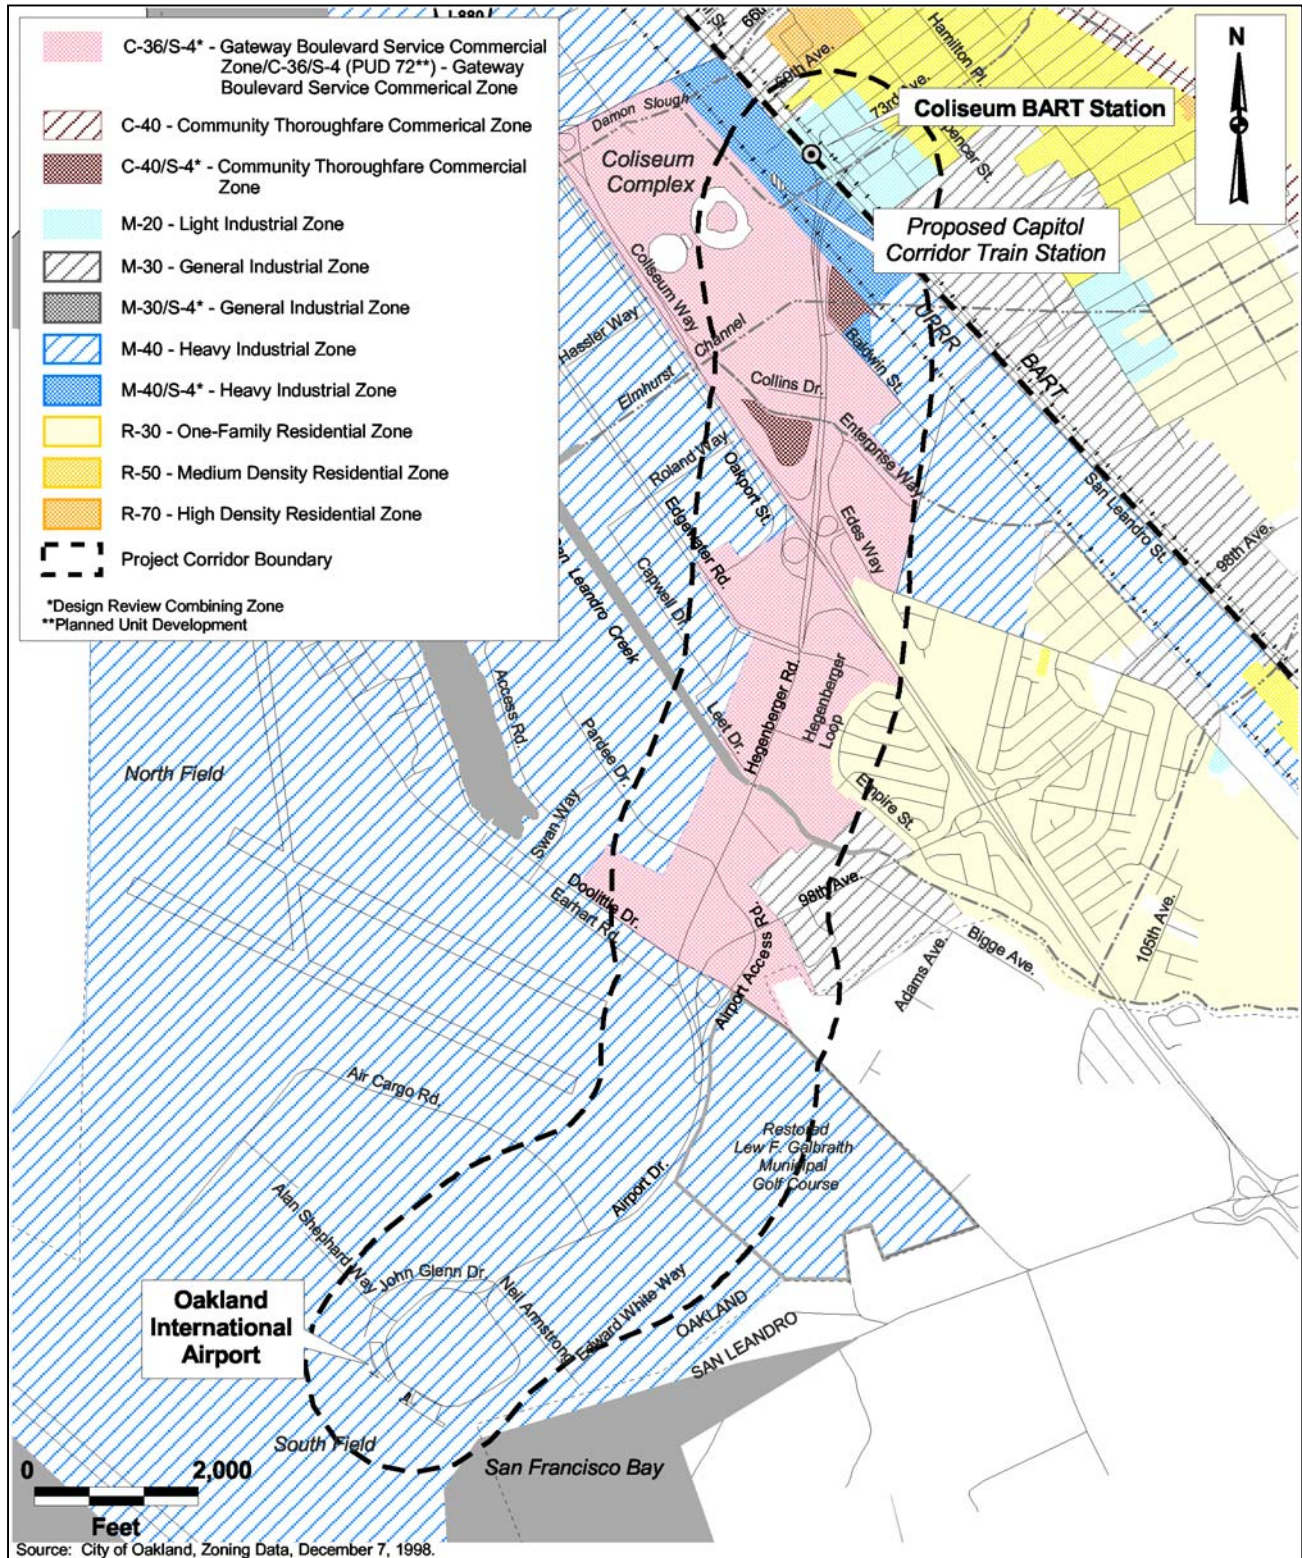 I-880
C-36/S-4* - Gateway Boulevard Service Commercial
Zone/C-36/S-4 (PUD 72**) - Gateway
Boulevard Service Commerical Zone
C-40 - Community Thoroughfare Commerical Zone
C-40/S-4* - Community Thoroughfare Commercial
Zone
M-20 - Light Industrial Zone
M-30 - General Industrial Zone
M-30/S-4* - General Industrial Zone
M-40 - Heavy Industrial Zone
M-40/S-4* - Heavy Industrial Zone
R-30 - One-Family Residential Zone
R-50 - Medium Density Residential Zone
R-70 - High Density Residential Zone
Project Corridor Boundary
*Design Review Combining Zone
**Planned Unit Development
N
Hamilton Pl.
69th Ave.
73rd Ave.
Coliseum BART Station
Damon Slough
Coliseum
Complex
Proposed Capitol
Corridor Train Station
Coliseum Way
Hassler Way
Channel
Elmhurst
Baldwin St.
UPRR
BART
Collins Dr.
Enterprise Way
Roland Way
Oakport St.
Edgewater Rd.
Edes Way
San Leandro St.
98th Ave.
Capwell Dr.
Leandro Creek
Hegenberger Rd.
Hegenberger
Loop
Leet Dr.
Access Rd.
Pardee Dr.
North Field
Swan Way
Empire St.
Doolittle Dr.
Earhart Rd.
98th Ave.
Airport Access Rd
Bigge Ave.
Adams Ave.
105th Ave.
Air Cargo Rd.
Restored
Lew F. Galbraith
Municipal
Golf Course
Airport Dr.
Alan Shephard Way
John Glenn Dr.
Neil Armstrong
Edward White Way
OAKLAND
SAN LEANDRO
Oakland
International
Airport
South Field
San Francisco Bay
0 2,000
Feet
Source: City of Oakland, Zoning Data, December 7, 1998.